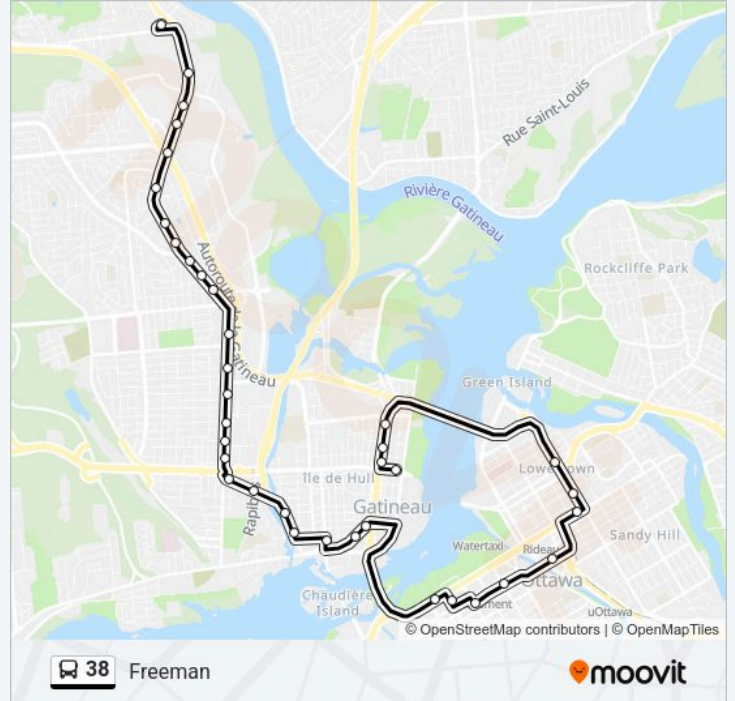 Rue Saint-Louis
Rivière Gatineau
Rockcliffe Park
Autoroute de la Gatineau
Green Island
Île de Hull
Lowertown
Gatineau
Rapibus
Sandy Hill
Watertaxi
Rideau
Ottawa
Chaudière
Island
uOttawa
© OpenStreetMap contributors | © OpenMapTiles
38
Freeman
moovit